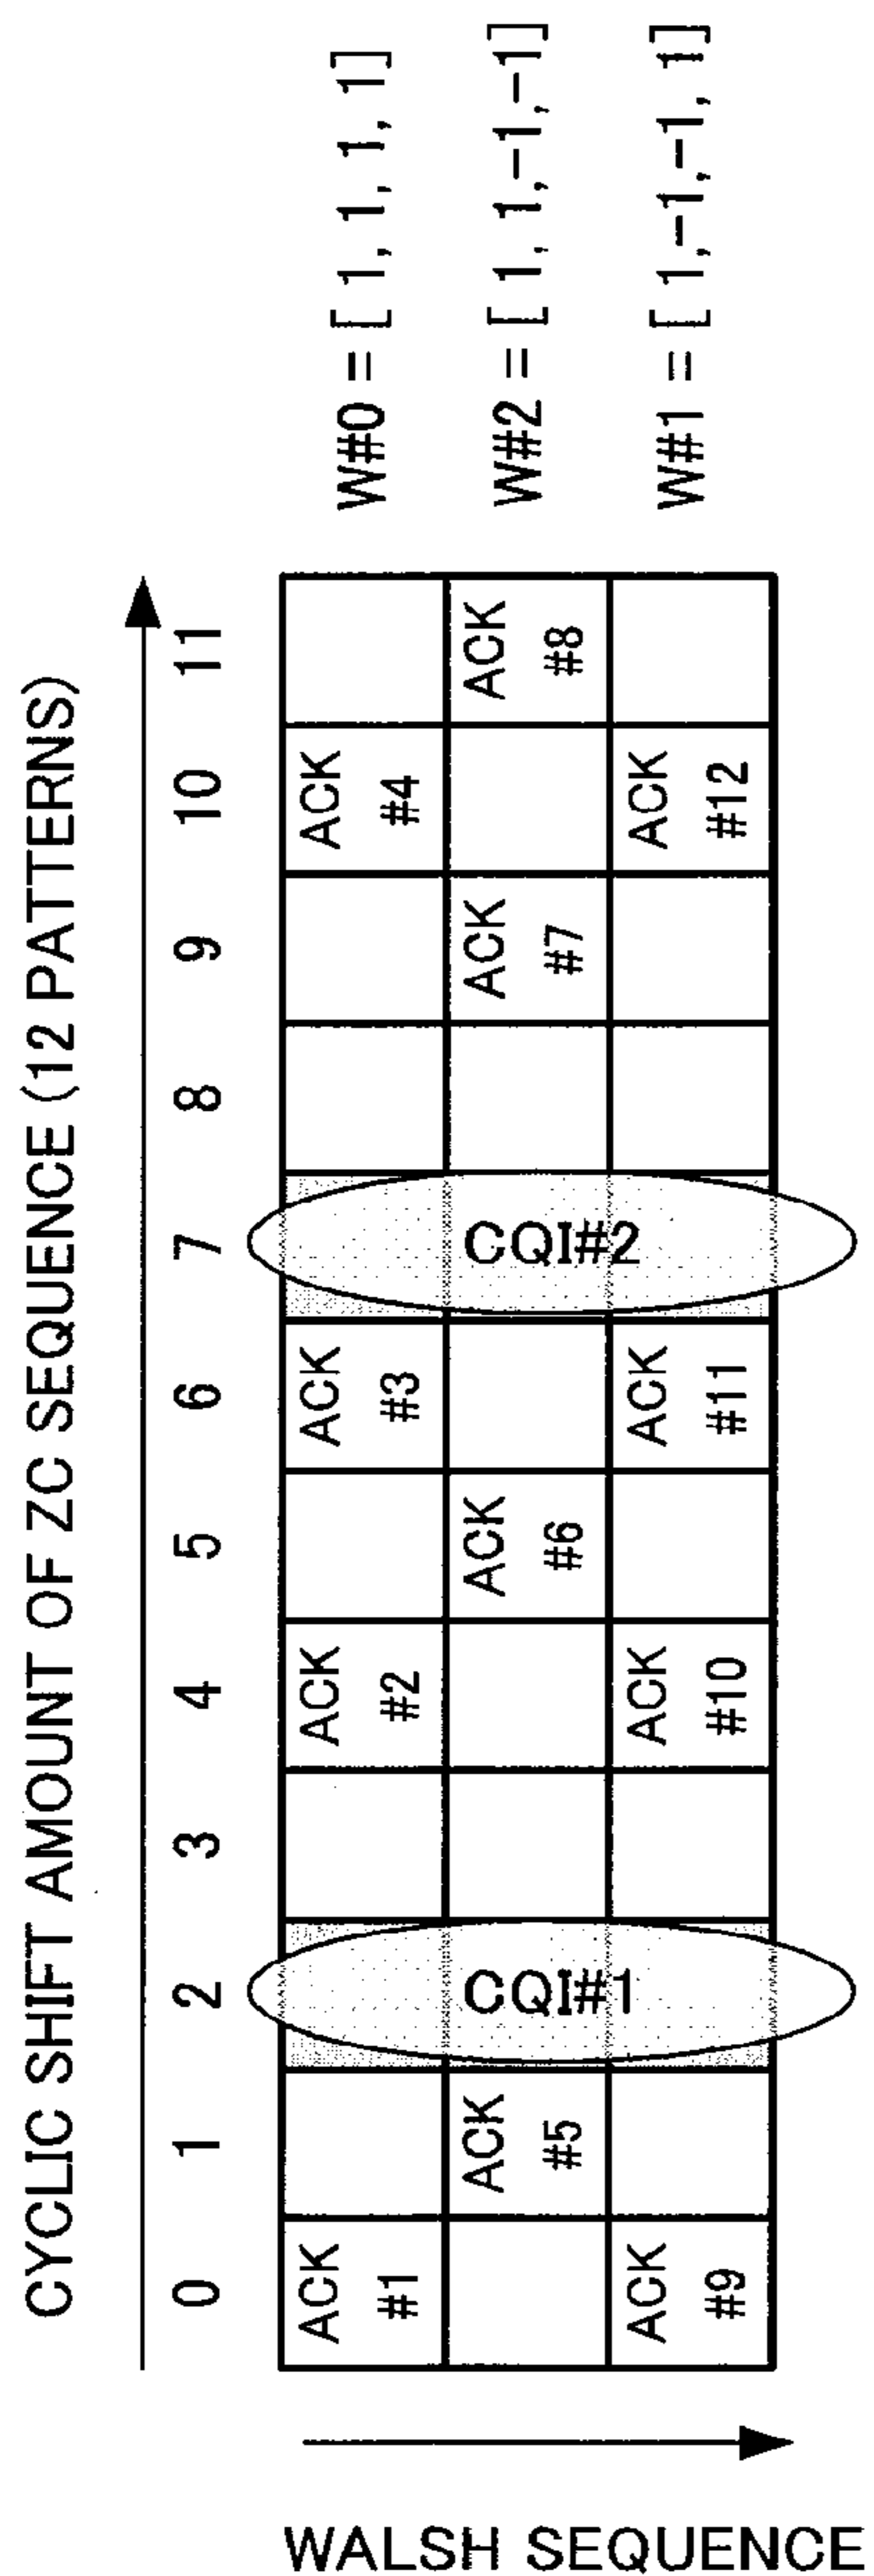 CYCLIC SHIFT AMOUNT OF ZC SEQUENCE (12 PATTERNS)
0 1 2 3 4 5 6 7 8 9 10 11
ACK #1
ACK #2
ACK #3
ACK #4
W#0 = [ 1, 1, 1, 1]
ACK #5
CQI#1
ACK #6
CQI#2
ACK #7
ACK #8
W#2 = [ 1, 1,-1,-1]
ACK #9
ACK #10
ACK #11
ACK #12
W#1 = [ 1,-1,-1, 1]
WALSH SEQUENCE